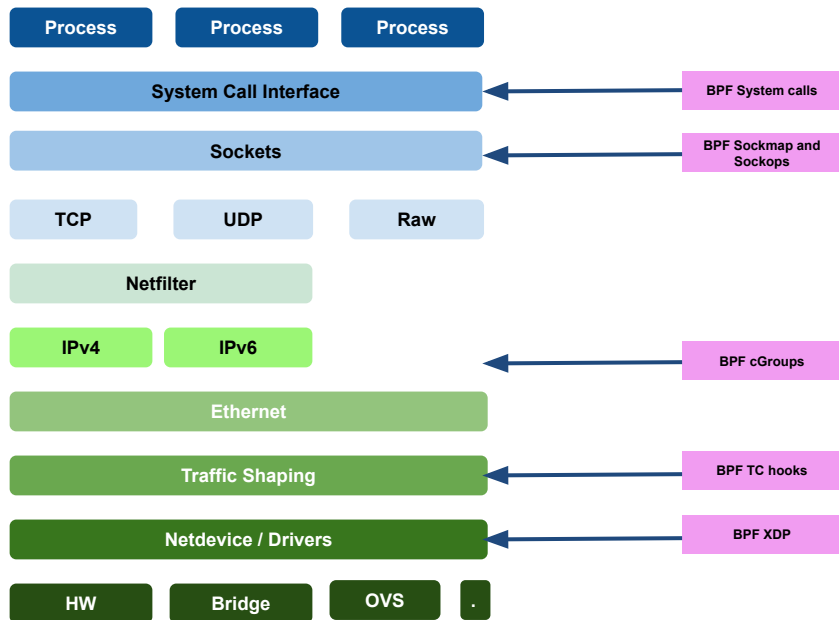 Process Process Process
System Call Interface
BPF System calls
Sockets
BPF Sockmap and
Sockops
TCP UDP Raw
Netfilter
IPv4 IPv6
BPF cGroups
Ethernet
Traffic Shaping
BPF TC hooks
Netdevice / Drivers
BPF XDP
HW Bridge OVS .